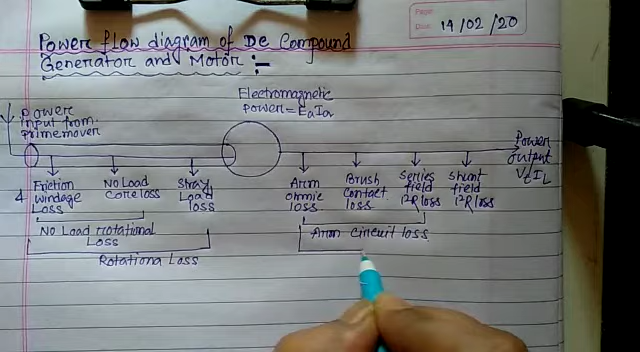 Page:
Date: 14/02/20
Power flow diagram of DC Compound
Generator and Motor :-
Electromagnetic
power = EaIa
Power
input from
primemover
Power
output
VtIL
4
Friction
windage
Loss
No Load
core loss
Stray
Load
loss
Arm
ohmic
loss
Brush
contact
loss
Series
field
I²R loss
shunt
field
I²R loss
No Load rotational
Loss
Arm circuit loss
Rotationa Loss